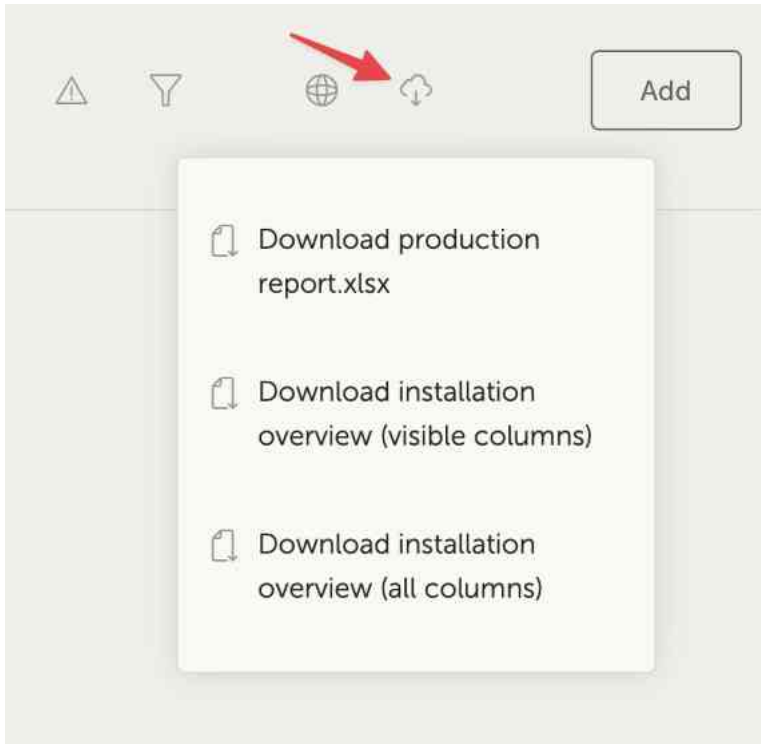 Add
Download production
report.xlsx
Download installation
overview (visible columns)
Download installation
overview (all columns)